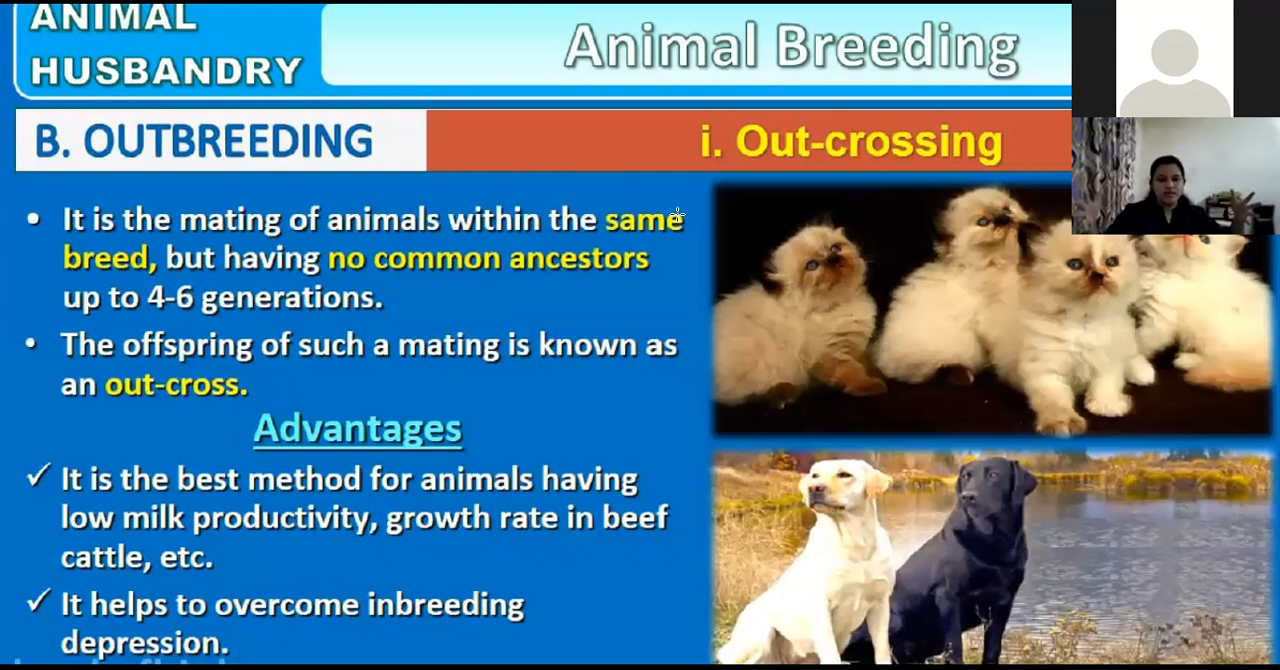 ANIMAL
HUSBANDRY
Animal Breeding
B. OUTBREEDING
i. Out-crossing
• It is the mating of animals within the same
breed, but having no common ancestors
up to 4-6 generations.
• The offspring of such a mating is known as
an out-cross.
Advantages
✓ It is the best method for animals having
low milk productivity, growth rate in beef
cattle, etc.
✓ It helps to overcome inbreeding
depression.